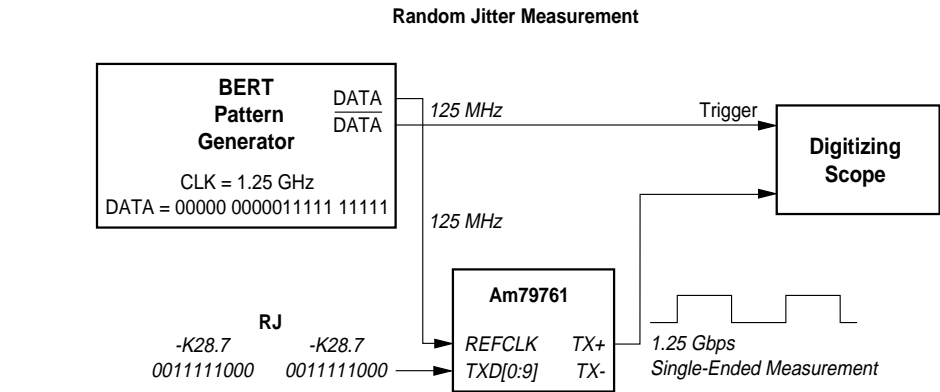 Random Jitter Measurement
BERT
Pattern
Generator
DATA
DATA
CLK = 1.25 GHz
DATA = 00000 0000011111 11111
125 MHz
Trigger
Digitizing
Scope
125 MHz
Am79761
REFCLK TX+
TXD[0:9] TX-
RJ
-K28.7 -K28.7
0011111000 0011111000
1.25 Gbps
Single-Ended Measurement